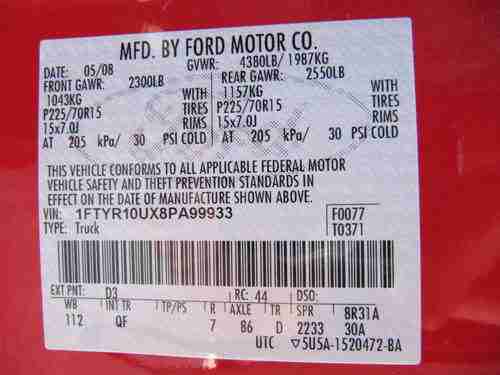 MFD. BY FORD MOTOR CO.
DATE: 05/08 GVWR: 4380LB/ 1987KG
FRONT GAWR: 2300LB REAR GAWR: 2550LB
1043KG WITH 1157KG WITH
P225/70R15 TIRES P225/70R15 TIRES
15x7.0J RIMS 15x7.0J RIMS
AT 205 kPa/ 30 PSI COLD AT 205 kPa/ 30 PSI COLD
THIS VEHICLE CONFORMS TO ALL APPLICABLE FEDERAL MOTOR
VEHICLE SAFETY AND THEFT PREVENTION STANDARDS IN
EFFECT ON THE DATE OF MANUFACTURE SHOWN ABOVE.
VIN: 1FTYR10UX8PA99933 F0077
TYPE: Truck T0371
EXT PNT: D3 RC: 44 DSO:
WB INT TR TP/PS R AXLE TR SPR 8R31A
112 QF 7 86 D 2233 30A
UTC ▽5U5A-1520472-BA